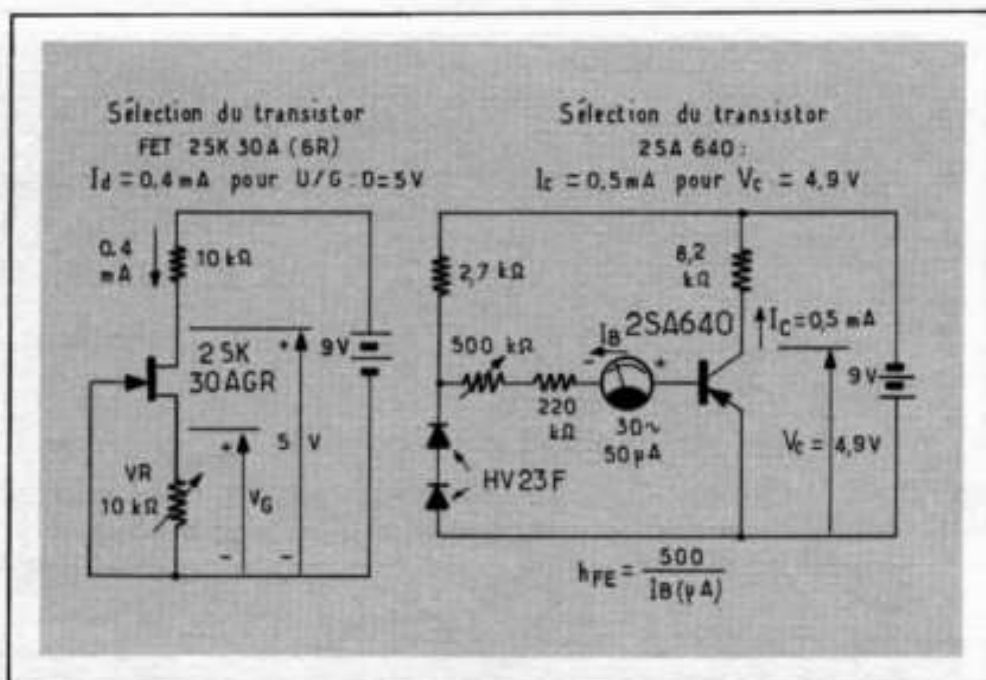 Sélection du transistor
FET 2SK 30A (GR)
Id = 0,4 mA pour U/G : D = 5V
0.4
mA
10 kΩ
9V
2 SK
30AGR
+
+
5 V
VR
10 kΩ
VG
-
-
Sélection du transistor
2SA 640 :
Ic = 0,5 mA pour Vc = 4,9 V
2,7 kΩ
8,2
kΩ
500 kΩ
IB
2SA640
IC = 0,5 mA
-
+
220
kΩ
30~
50 μA
9V
Vc = 4,9 V
HV23F
hFE = 500
IB(μA)